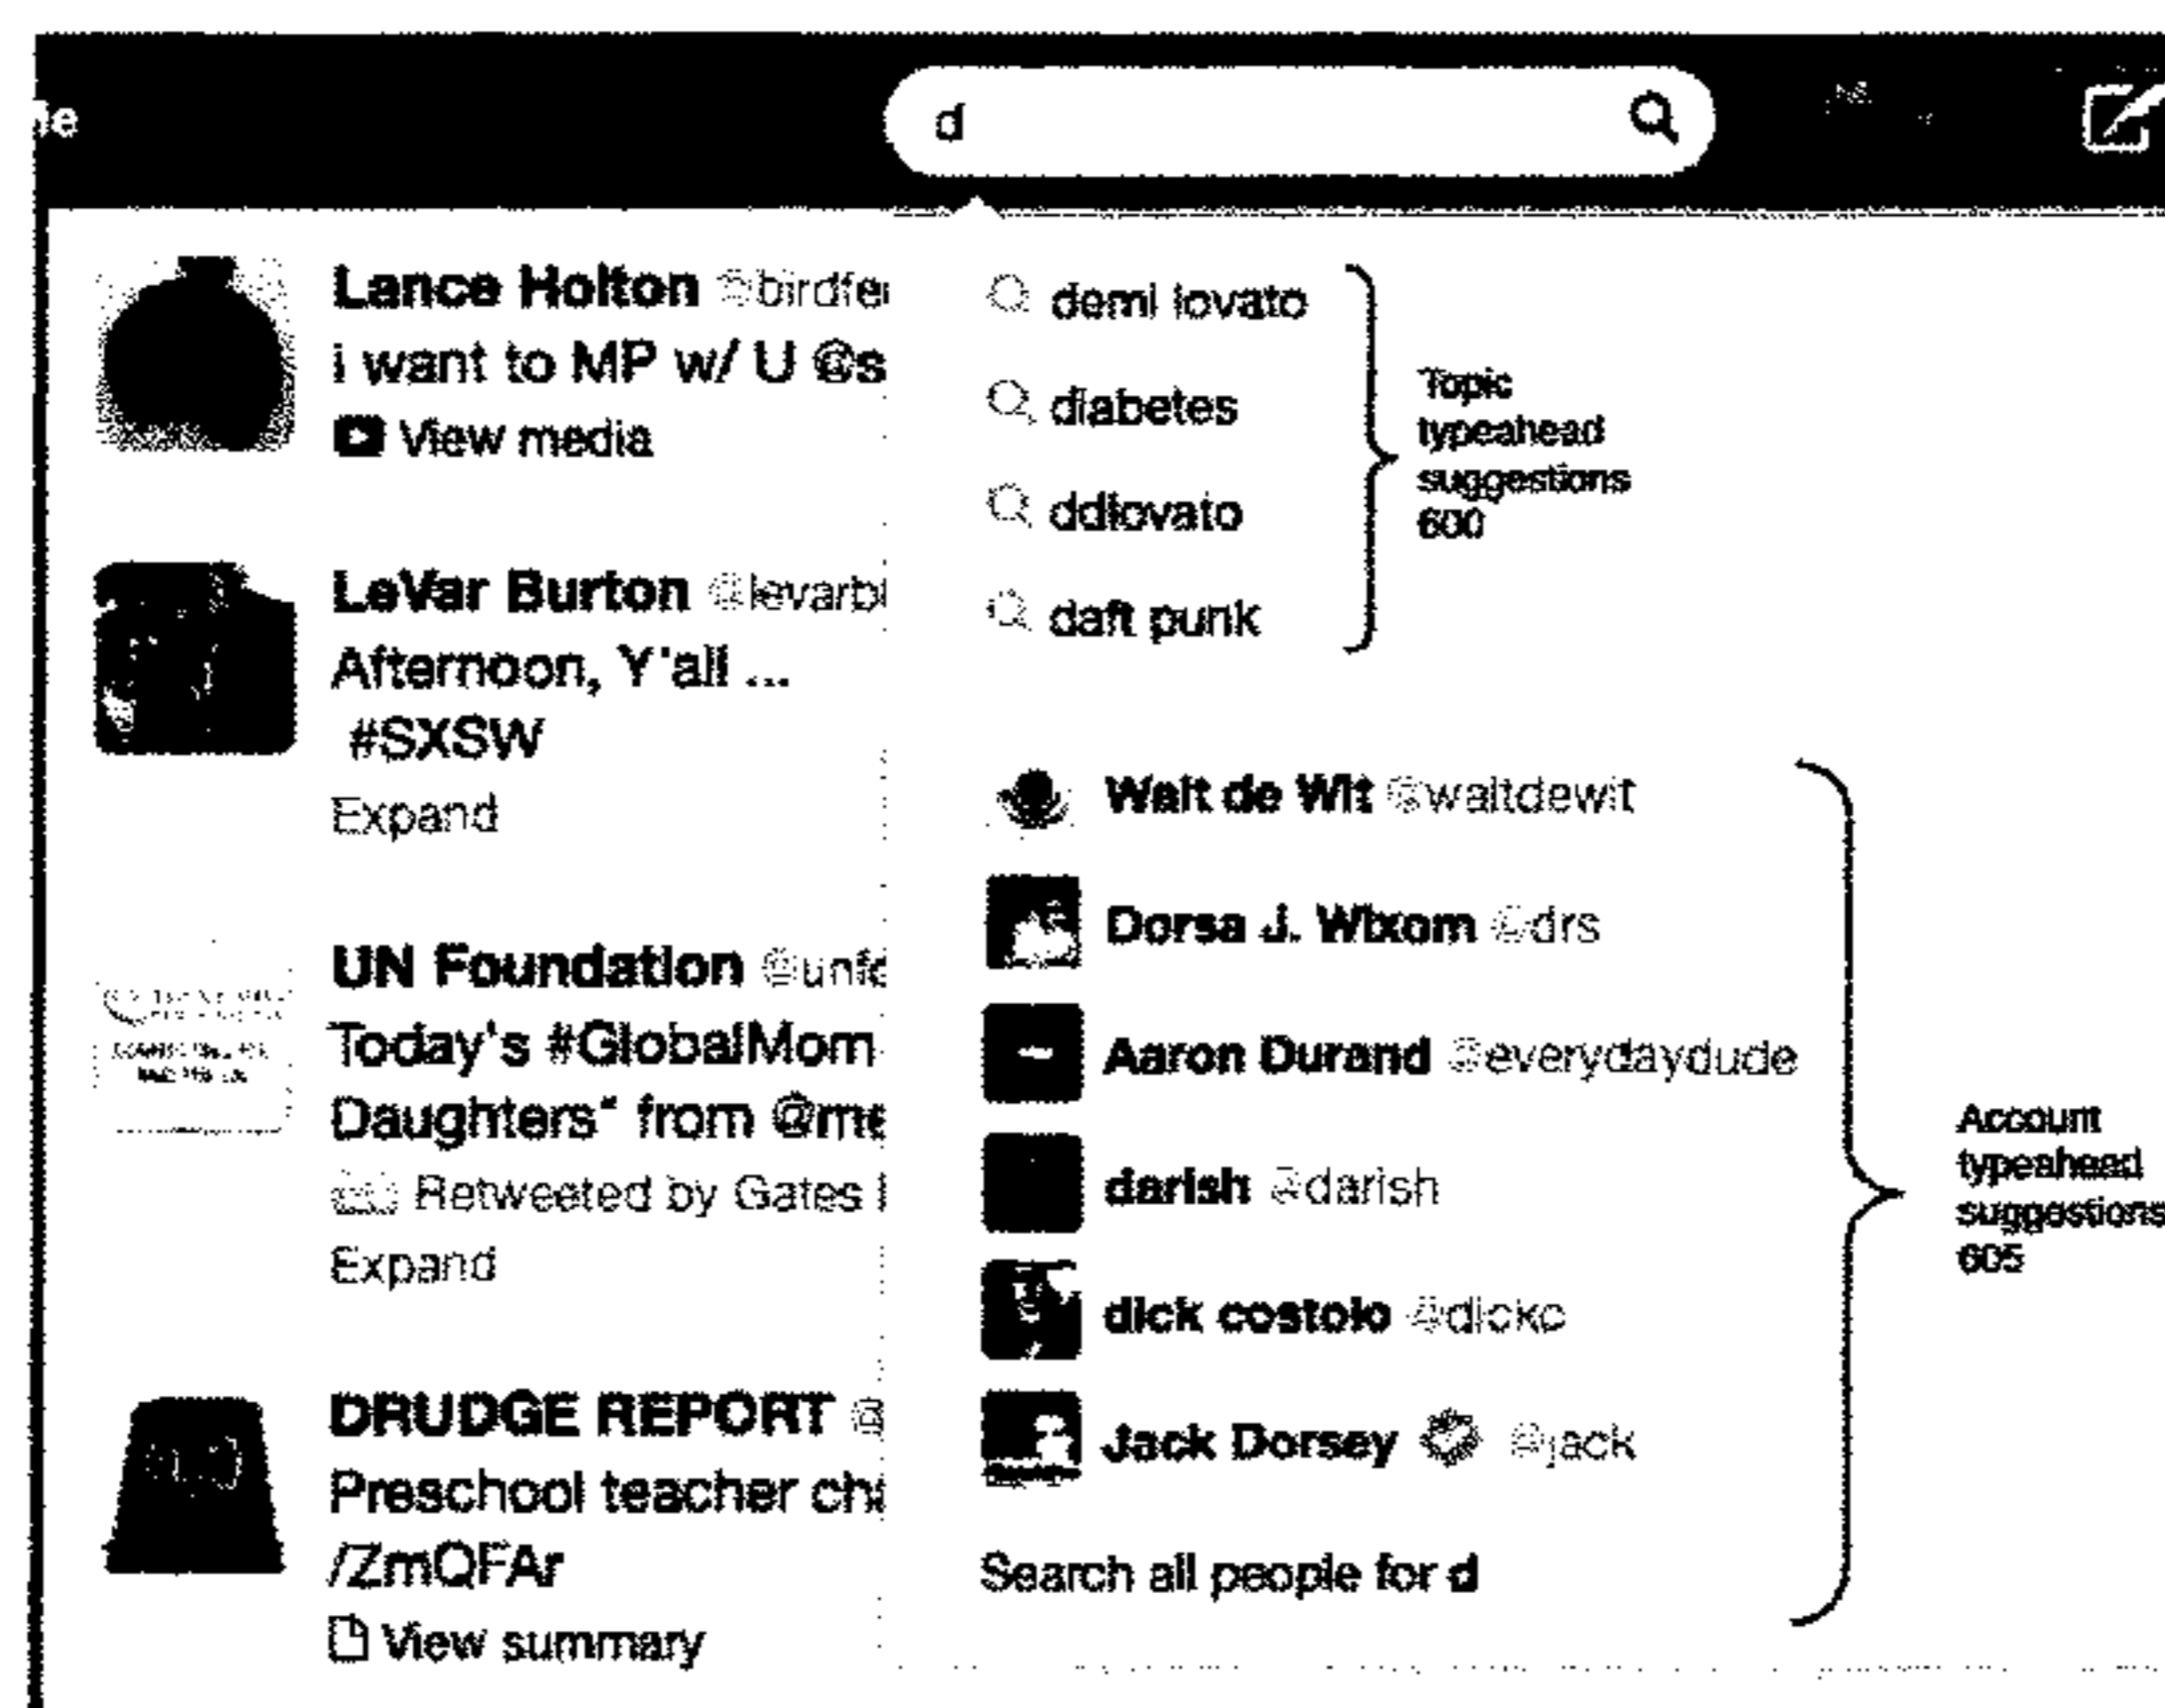 d
Lance Holton
i want to MP w/ U @s
View media
LeVar Burton
Afternoon, Y'all ...
#SXSW
Expand
UN Foundation
Today's #GlobalMom
Daughters" from
Retweeted by Gates
Expand
DRUDGE REPORT @
Preschool teacher
/ZmQFAr
View summary
demi lovato
diabetes
ddlovato
daft punk
Topic
typeahead
suggestions
600
Walt de Wit @waltdewit
Dorsa J. Wixom @drs
Aaron Durand @everydaydude
darish @darish
dick costolo @dickc
Jack Dorsey @jack
Search all people for d
Account
typeahead
suggestions
605